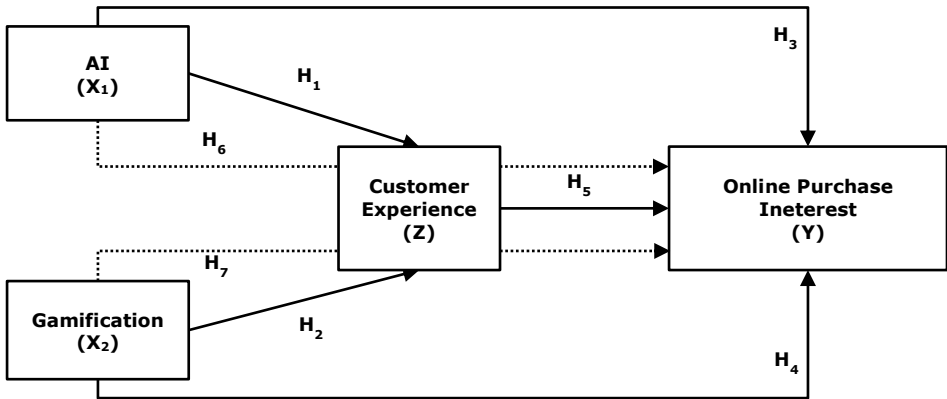 AI
(X₁)
H₁
H₃
H₆
Customer
Experience
(Z)
H₅
Online Purchase
Ineterest
(Y)
H₇
Gamification
(X₂)
H₂
H₄